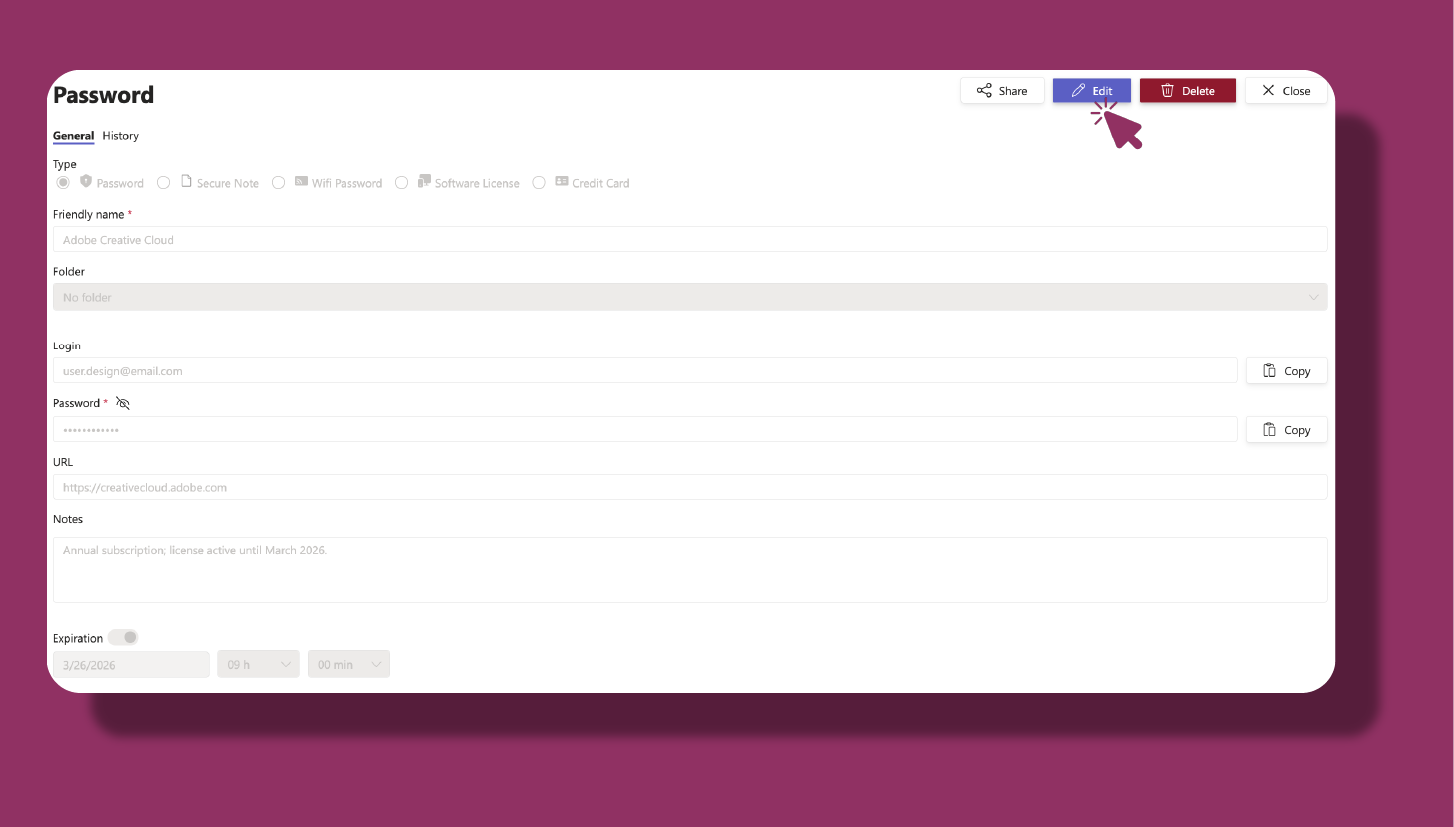 Password
Share Edit Delete Close
General History
Type
Password Secure Note Wifi Password Software License Credit Card
Friendly name *
Adobe Creative Cloud
Folder
No folder
Login
user.design@email.com
Copy
Password *
••••••••••••
Copy
URL
https://creativecloud.adobe.com
Notes
Annual subscription; license active until March 2026.
Expiration
3/26/2026 09 h 00 min